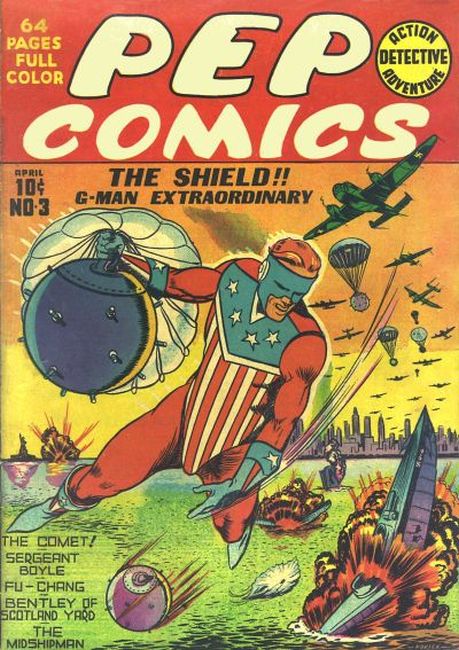 64
PAGES
FULL
COLOR
PEP
COMICS
ACTION
DETECTIVE
ADVENTURE
APRIL
10¢
NO·3
THE SHIELD!!
G-MAN EXTRAORDINARY
THE COMET!
SERGEANT
BOYLE
FU-CHANG
BENTLEY OF
SCOTLAND YARD
THE
MIDSHIPMAN
-NOVICK-